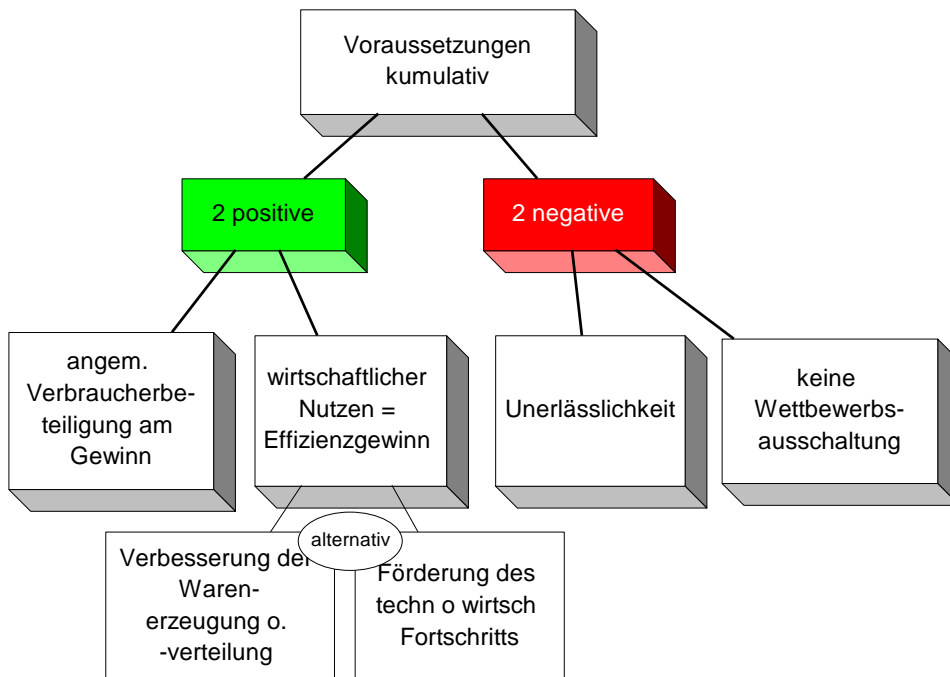 Voraussetzungen
kumulativ
2 positive
2 negative
angem.
Verbraucherbe-
teiligung am
Gewinn
wirtschaftlicher
Nutzen =
Effizienzgewinn
Unerlässlichkeit
keine
Wettbewerbs-
ausschaltung
alternativ
Verbesserung der
Waren-
erzeugung o.
-verteilung
Förderung des
techn o wirtsch
Fortschritts